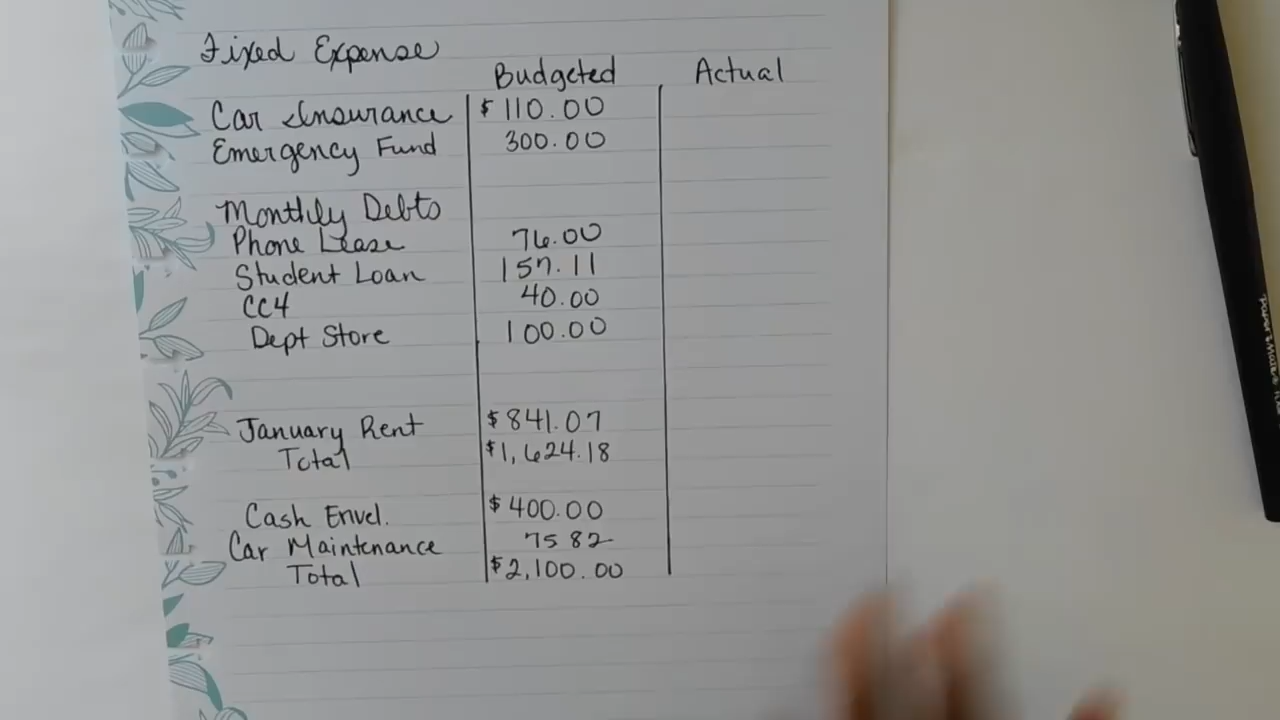 Fixed Expense
Budgeted Actual
Car Insurance $110.00
Emergency Fund 300.00
Monthly Debts
Phone Lease 76.00
Student Loan 157.11
CC4 40.00
Dept Store 100.00
January Rent $841.07
Total $1,624.18
Cash Envel. $400.00
Car Maintenance 75 82
Total $2,100.00